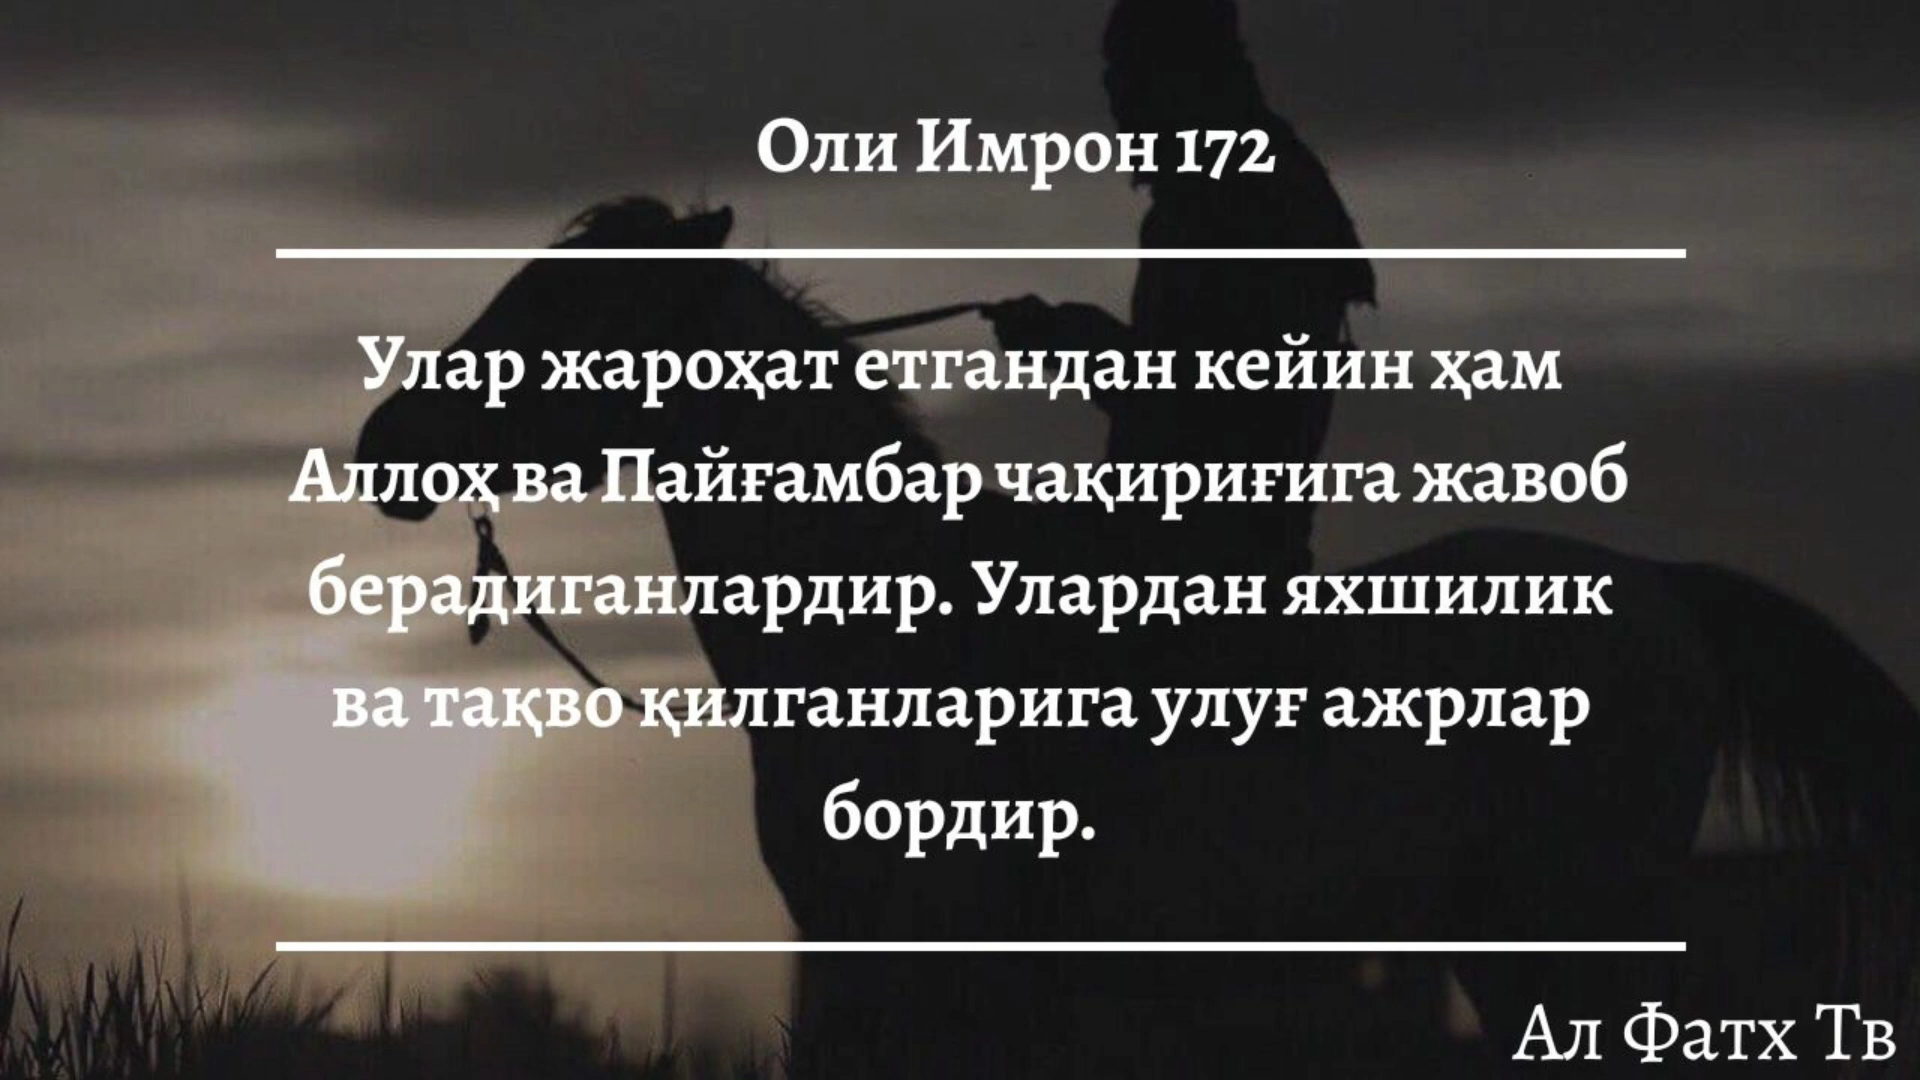 Оли Имрон 172
Улар жароҳат етгандан кейин ҳам
Аллоҳ ва Пайғамбар чақириғига жавоб
берадиганлардир. Улардан яхшилик
ва тақво қилганларига улуғ ажрлар
бордир.
Ал Фатх Тв